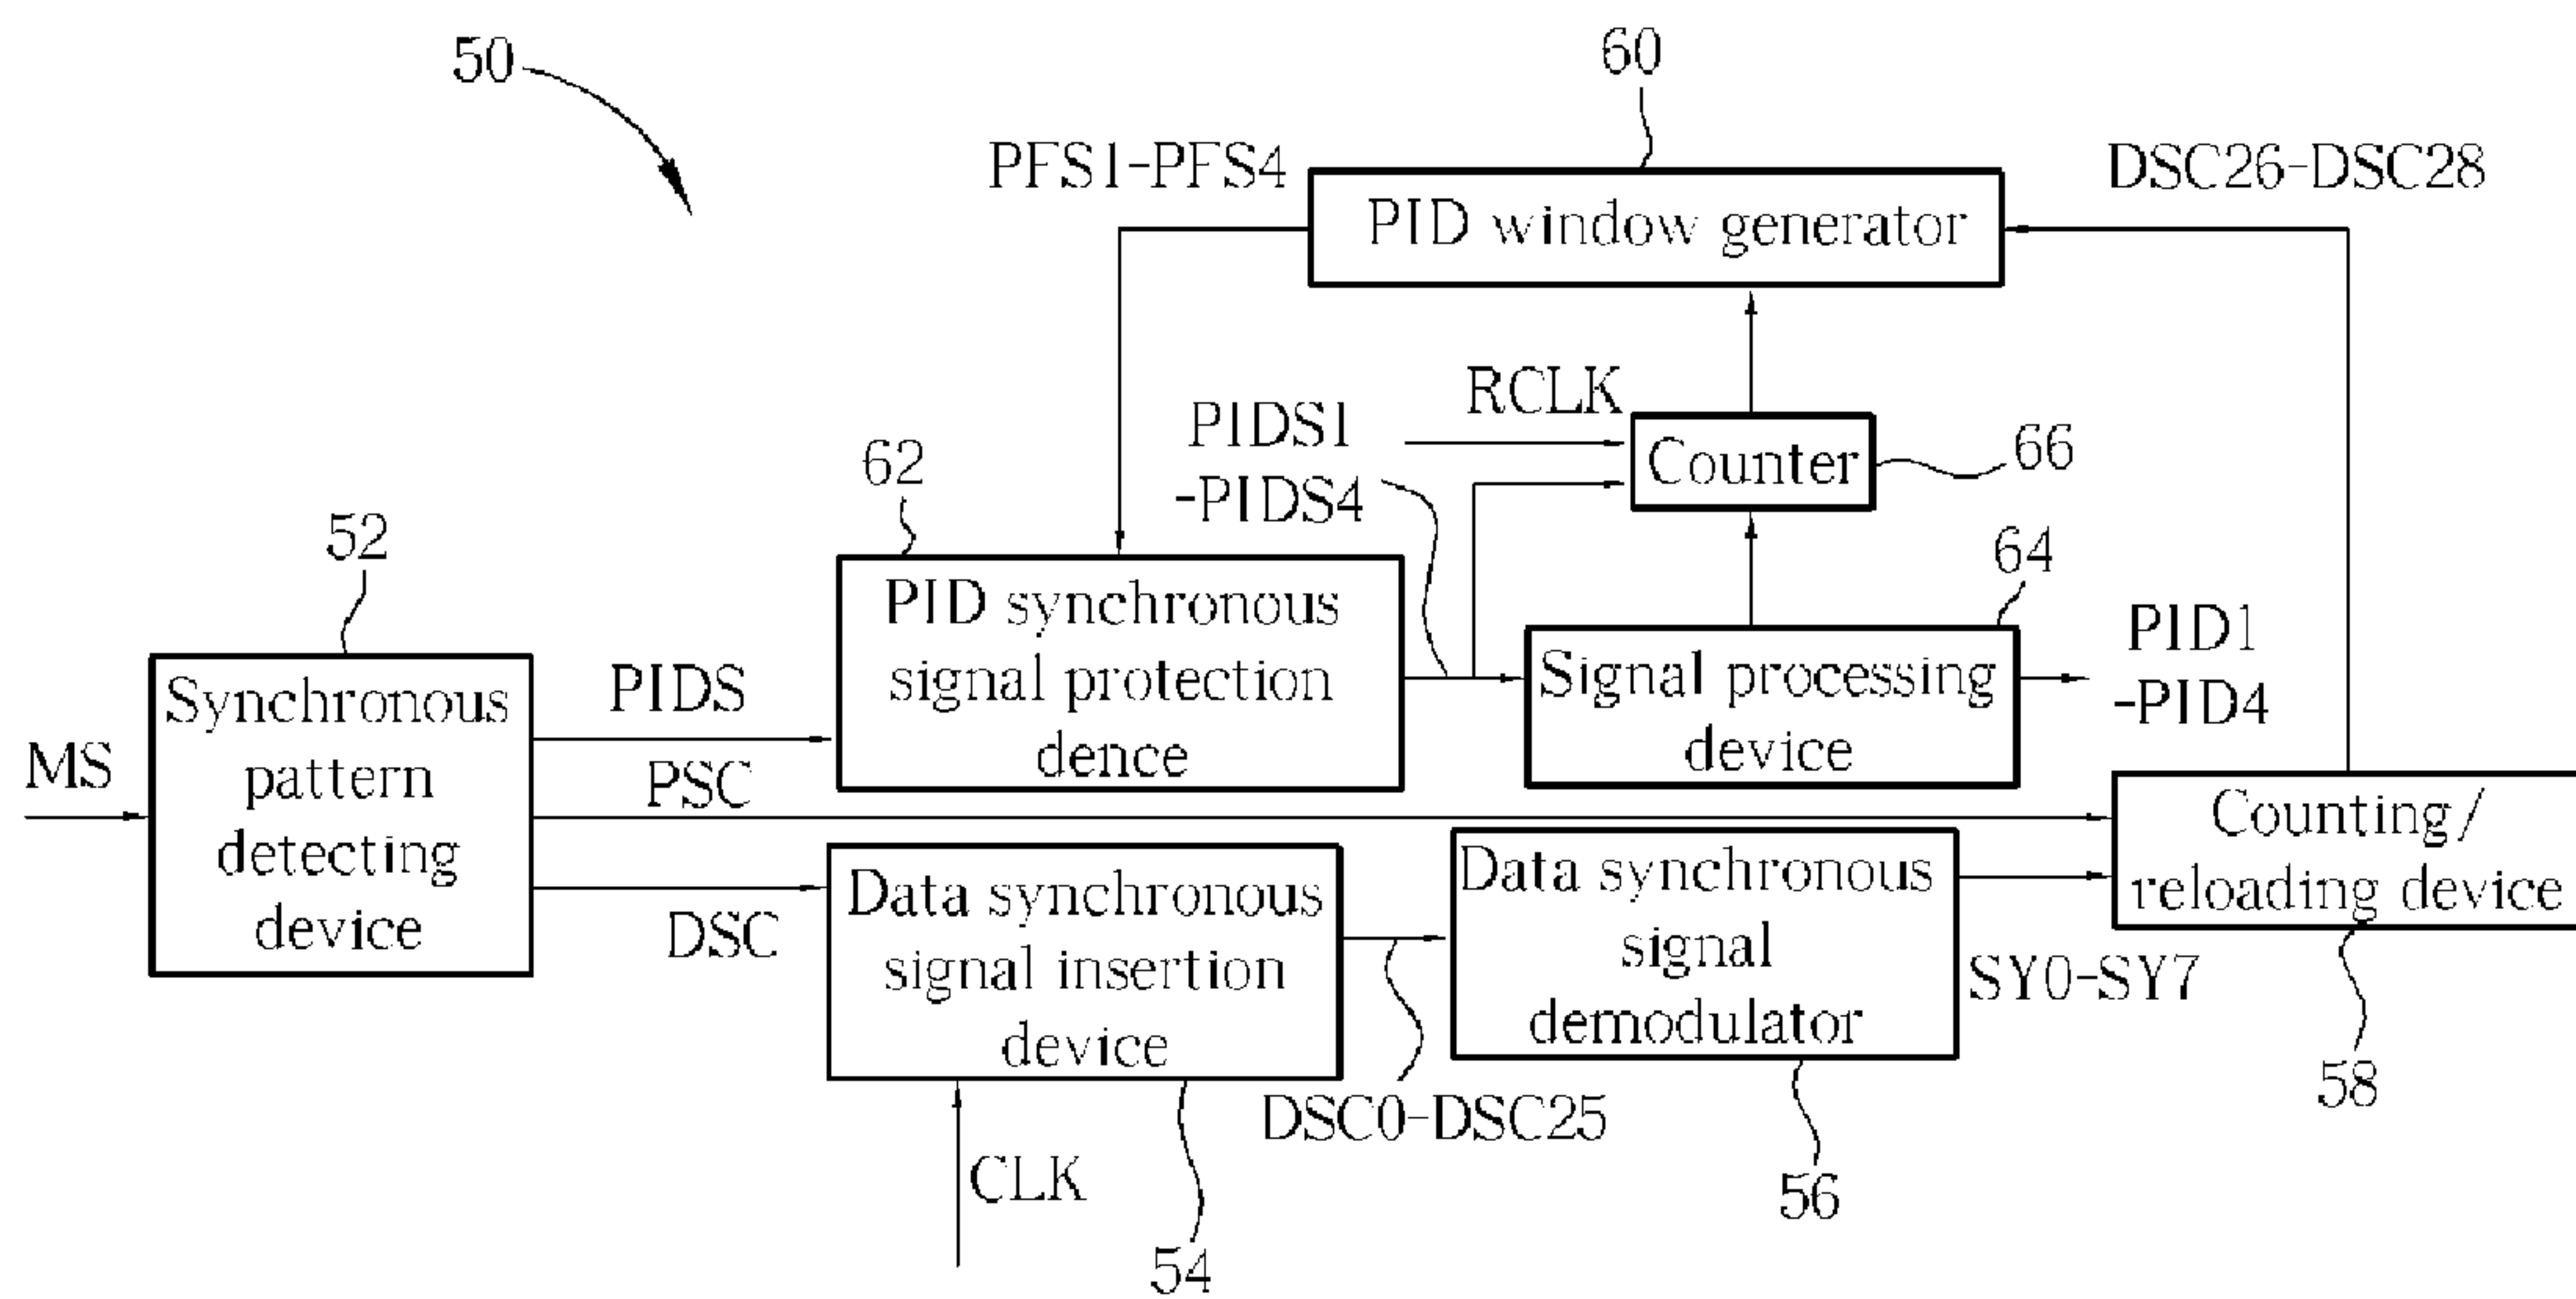 50
60
PFS1-PFS4
DSC26-DSC28
PID window generator
RCLK
PIDS1
-PIDS4
Counter
66
62
52
64
PID synchronous
signal protection
dence
Signal processing
device
PID1
-PID4
Synchronous
pattern
detecting
device
MS
PIDS
PSC
DSC
Counting/
reloading device
Data synchronous
signal insertion
device
Data synchronous
signal
demodulator
SY0-SY7
58
DSC0-DSC25
CLK
56
54